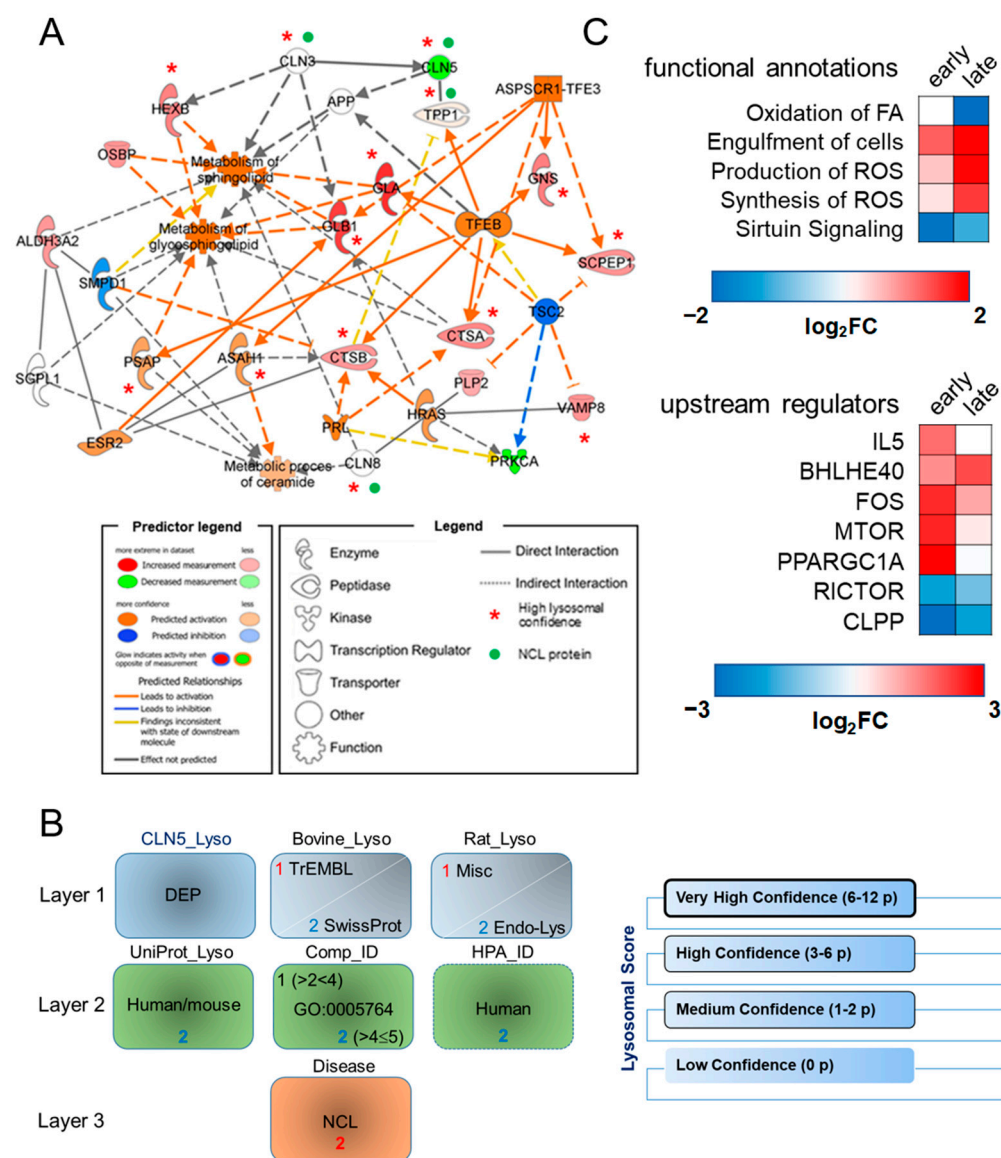 A
CLN3
CLN5
HEXB
APP
TPP1
ASPSCR1-TFE3
OSBP
Metabolism of
sphingolipid
GLA
GNS
GLB1
TFEB
ALDH3A2
Metabolism of
glycosphingolipid
SCPEP1
SMPD1
TSC2
CTSA
PSAP
ASAH1
CTSB
SGPL1
PLP2
VAMP8
PRL
HRAS
ESR2
Metabolic proces
of ceramide
CLN8
PRKCA
Predictor legend
more extreme in dataset
less
Increased measurement
Decreased measurement
more confidence
less
Predicted activation
Predicted inhibition
Glow indicates activity when
opposite of measurement
Predicted Relationships
Leads to activation
Leads to inhibition
Findings inconsistent
with state of downstream
molecule
Effect not predicted
Legend
Enzyme
Peptidase
Kinase
Transcription Regulator
Transporter
Other
Function
Direct Interaction
Indirect Interaction
* High lysosomal
confidence
NCL protein
C
functional annotations
early
late
Oxidation of FA
Engulfment of cells
Production of ROS
Synthesis of ROS
Sirtuin Signaling
−2
2
log2FC
upstream regulators
early
late
IL5
BHLHE40
FOS
MTOR
PPARGC1A
RICTOR
CLPP
−3
3
log2FC
B
CLN5_Lyso
Bovine_Lyso
Rat_Lyso
Layer 1
DEP
1 TrEMBL
2 SwissProt
1 Misc
2 Endo-Lys
UniProt_Lyso
Comp_ID
HPA_ID
Layer 2
Human/mouse
2
1 (>2<4)
GO:0005764
2 (>4≤5)
Human
2
Disease
Layer 3
NCL
2
Lysosomal Score
Very High Confidence (6-12 p)
High Confidence (3-6 p)
Medium Confidence (1-2 p)
Low Confidence (0 p)